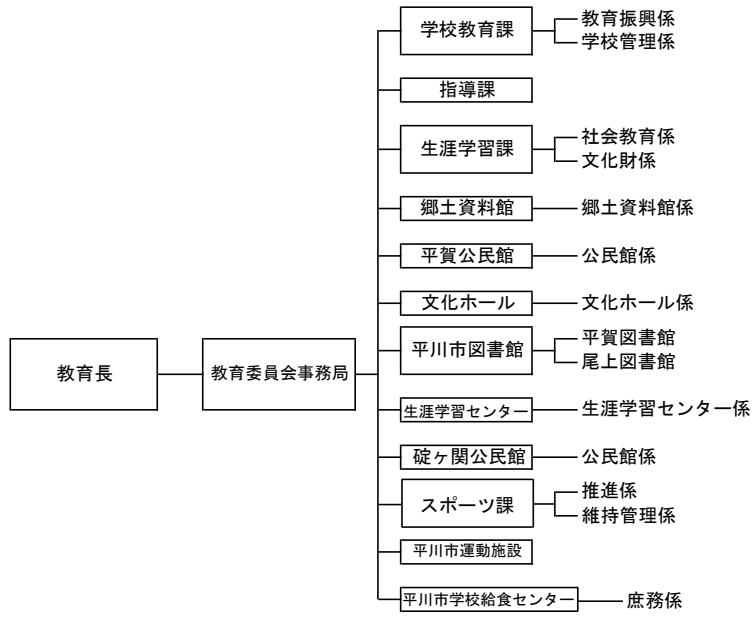 学校教育課
教育振興係
学校管理係
指導課
生涯学習課
社会教育係
文化財係
郷土資料館
郷土資料館係
平賀公民館
公民館係
文化ホール
文化ホール係
平川市図書館
平賀図書館
尾上図書館
教育長
教育委員会事務局
生涯学習センター
生涯学習センター係
碇ヶ関公民館
公民館係
スポーツ課
推進係
維持管理係
平川市運動施設
平川市学校給食センター
庶務係